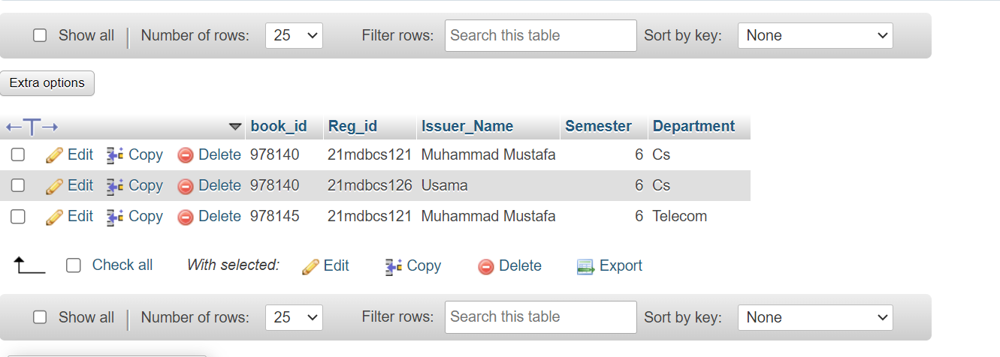 Show all Number of rows: 25 Filter rows: Search this table Sort by key: None
Extra options
book_id Reg_id Issuer_Name Semester Department
Edit Copy Delete 978140 21mdbcs121 Muhammad Mustafa 6 Cs
Edit Copy Delete 978140 21mdbcs126 Usama 6 Cs
Edit Copy Delete 978145 21mdbcs121 Muhammad Mustafa 6 Telecom
Check all With selected: Edit Copy Delete Export
Show all Number of rows: 25 Filter rows: Search this table Sort by key: None